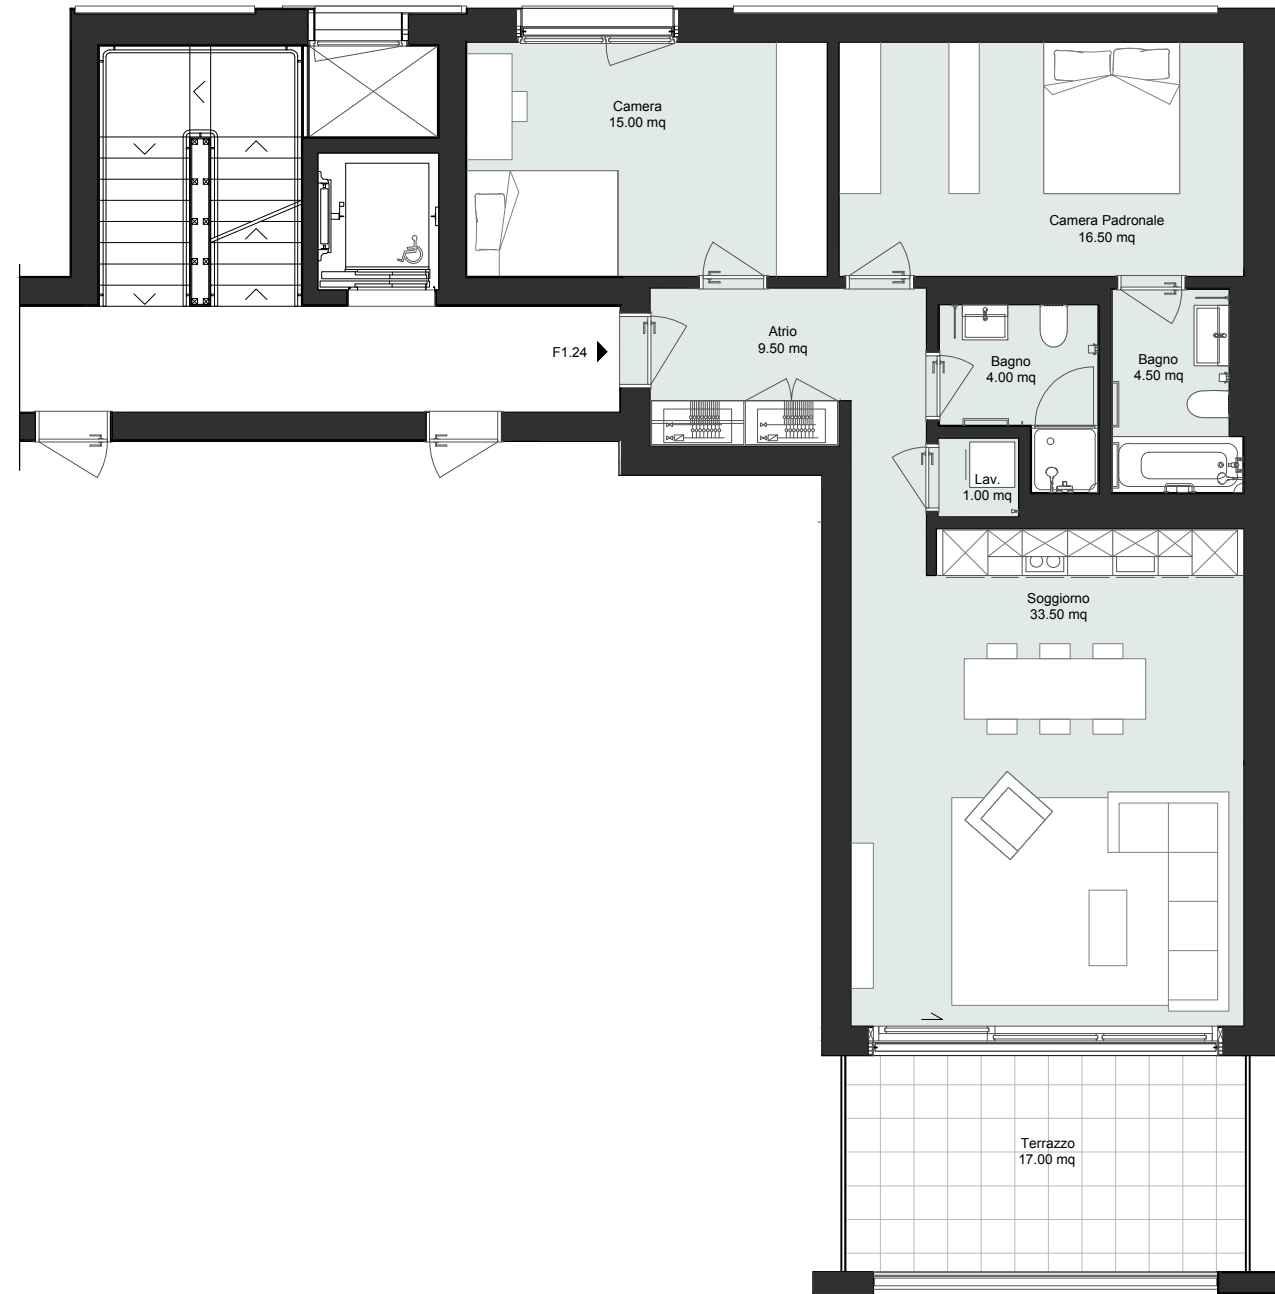 Camera
15.00 mq
Camera Padronale
16.50 mq
F1.24
Atrio
9.50 mq
Bagno
4.00 mq
Bagno
4.50 mq
Lav.
1.00 mq
Soggiorno
33.50 mq
Terrazzo
17.00 mq